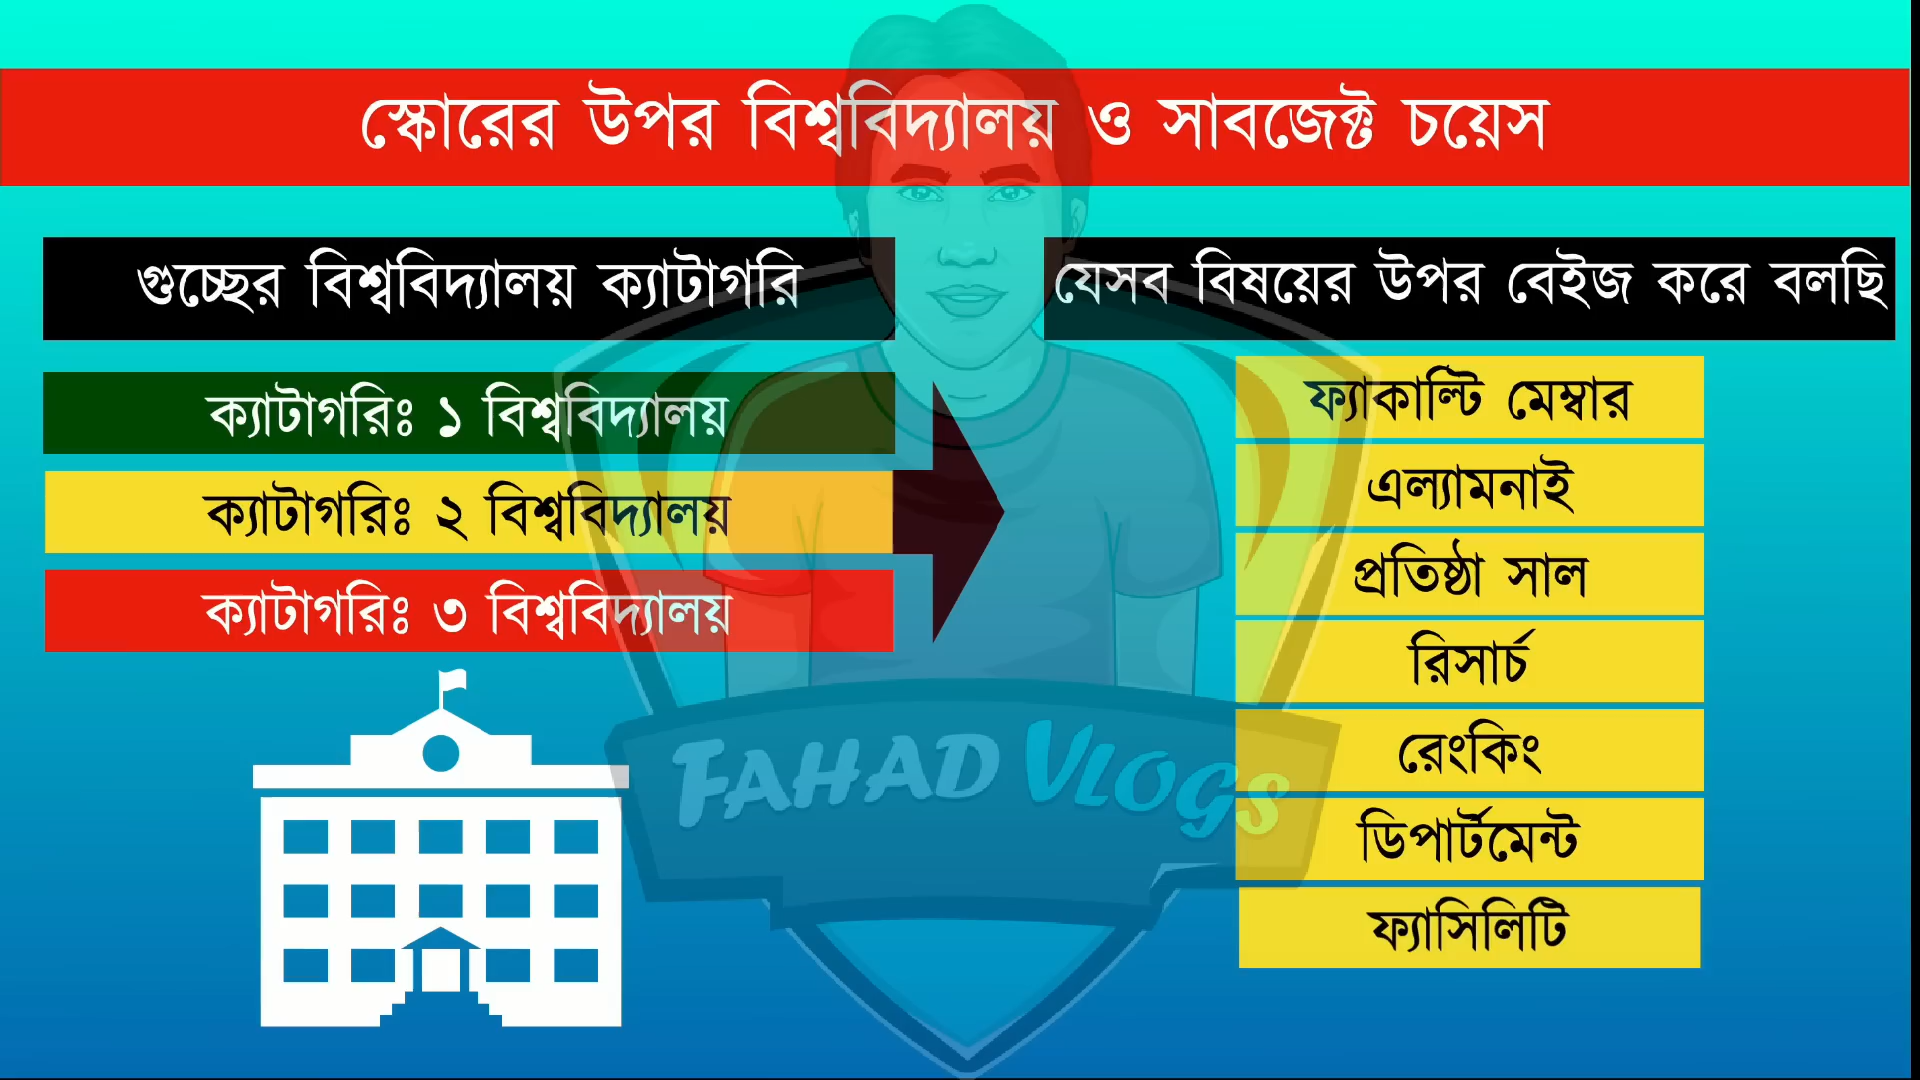 স্কোরের উপর বিশ্ববিদ্যালয় ও সাবজেক্ট চয়েস
গুচ্ছের বিশ্ববিদ্যালয় ক্যাটাগরি
ক্যাটাগরিঃ ১ বিশ্ববিদ্যালয়
ক্যাটাগরিঃ ২ বিশ্ববিদ্যালয়
ক্যাটাগরিঃ ৩ বিশ্ববিদ্যালয়
যেসব বিষয়ের উপর বেইজ করে বলছি
ফ্যাকাল্টি মেম্বার
এল্যামনাই
প্রতিষ্ঠা সাল
রিসার্চ
রেংকিং
ডিপার্টমেন্ট
ফ্যাসিলিটি
FAHAD VLOGS